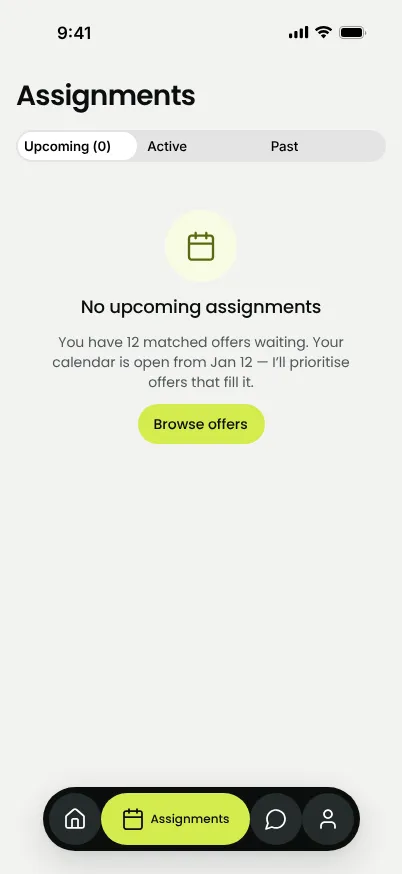 9:41
Assignments
Upcoming (0) Active Past
No upcoming assignments
You have 12 matched offers waiting. Your
calendar is open from Jan 12 — I’ll prioritise
offers that fill it.
Browse offers
Assignments